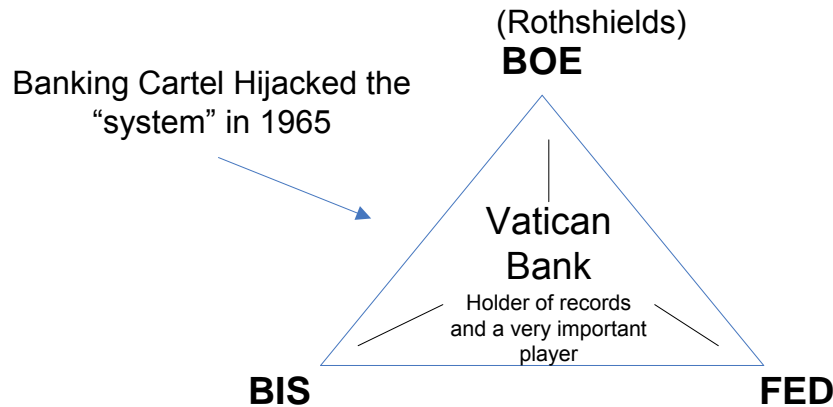 (Rothshields)
BOE
Banking Cartel Hijacked the
“system” in 1965
Vatican
Bank
Holder of records
and a very important
player
BIS
FED